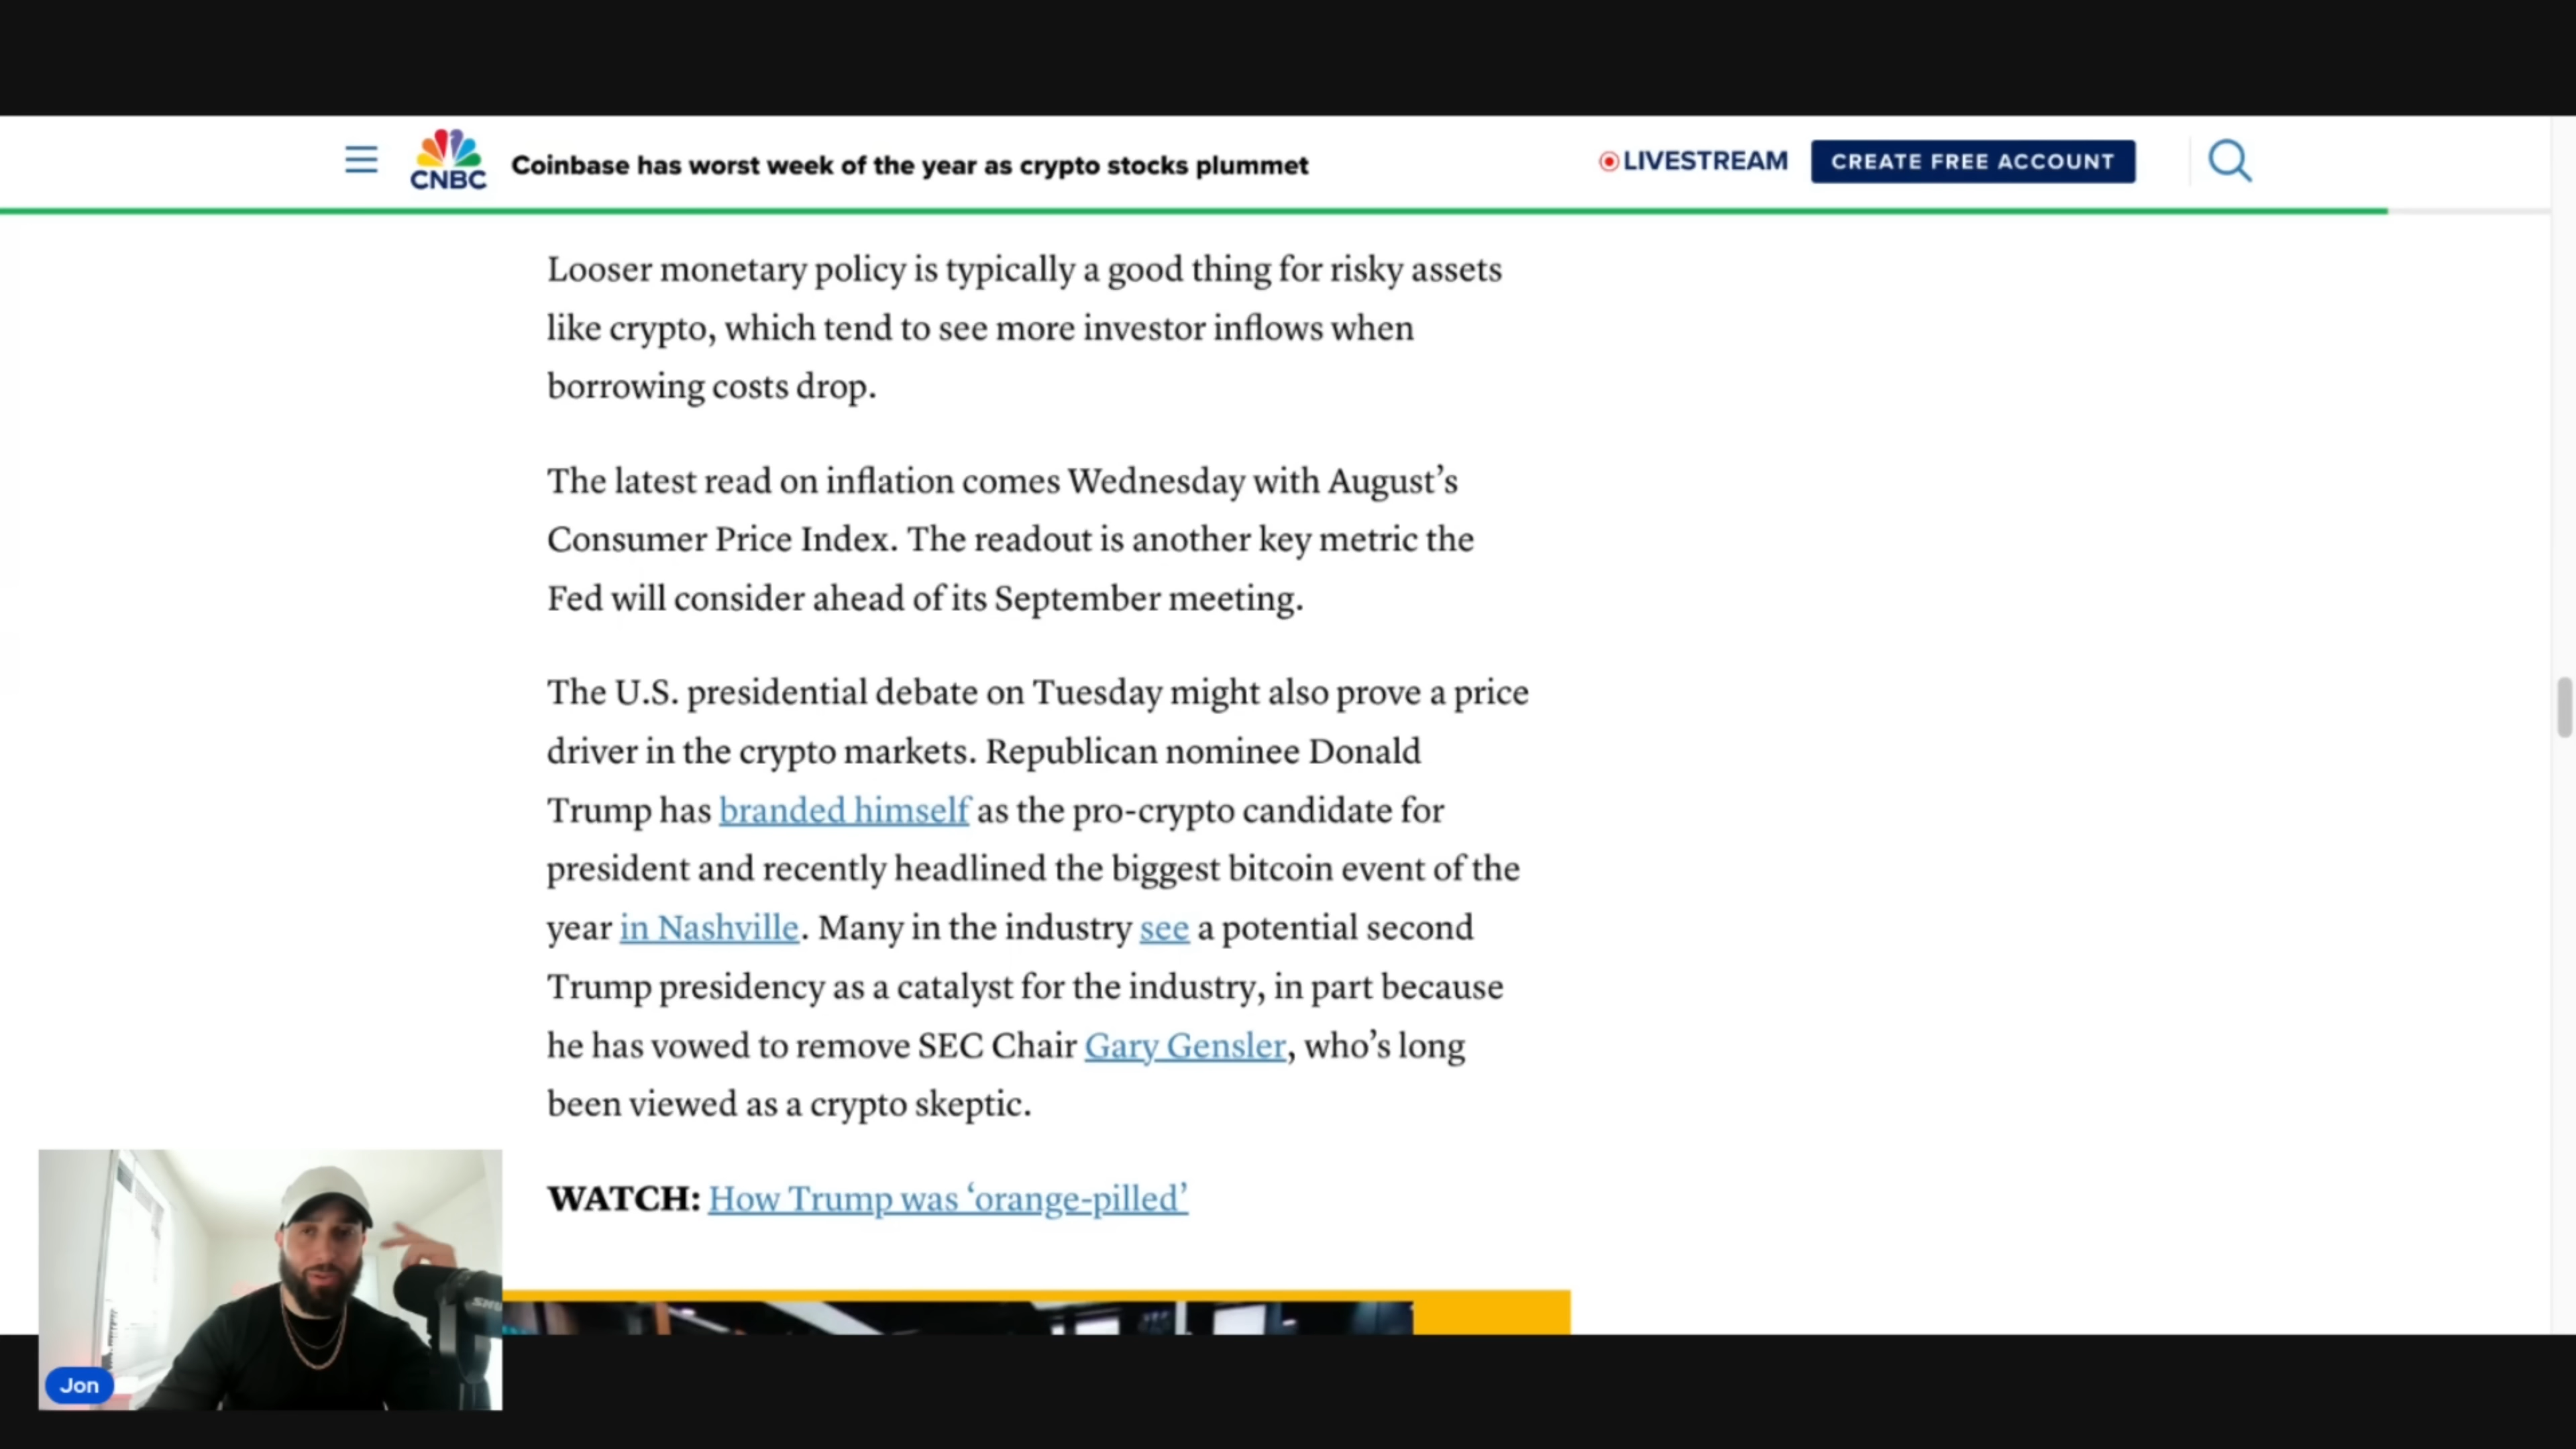 CNBC
Coinbase has worst week of the year as crypto stocks plummet
LIVESTREAM
CREATE FREE ACCOUNT
Looser monetary policy is typically a good thing for risky assets
like crypto, which tend to see more investor inflows when
borrowing costs drop.
The latest read on inflation comes Wednesday with August’s
Consumer Price Index. The readout is another key metric the
Fed will consider ahead of its September meeting.
The U.S. presidential debate on Tuesday might also prove a price
driver in the crypto markets. Republican nominee Donald
Trump has branded himself as the pro-crypto candidate for
president and recently headlined the biggest bitcoin event of the
year in Nashville. Many in the industry see a potential second
Trump presidency as a catalyst for the industry, in part because
he has vowed to remove SEC Chair Gary Gensler, who’s long
been viewed as a crypto skeptic.
WATCH: How Trump was ‘orange-pilled’
Jon